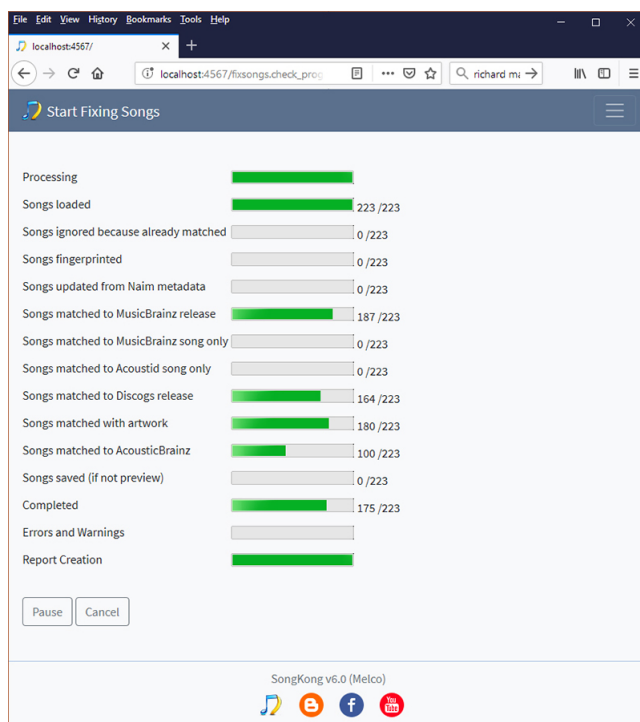 File Edit View History Bookmarks Tools Help
localhost:4567/
localhost:4567/fixsongs.check_prog
richard ma
Start Fixing Songs
Processing
Songs loaded 223 /223
Songs ignored because already matched 0 /223
Songs fingerprinted 0 /223
Songs updated from Naim metadata 0 /223
Songs matched to MusicBrainz release 187 /223
Songs matched to MusicBrainz song only 0 /223
Songs matched to Acoustid song only 0 /223
Songs matched to Discogs release 164 /223
Songs matched with artwork 180 /223
Songs matched to AcousticBrainz 100 /223
Songs saved (if not preview) 0 /223
Completed 175 /223
Errors and Warnings
Report Creation
Pause Cancel
SongKong v6.0 (Melco)
You Tube